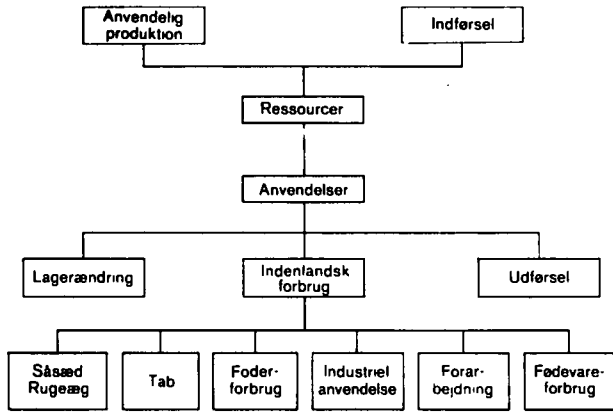 Anvendelig
produktion
Indførsel
Ressourcer
Anvendelser
Lagerændring
Indenlandsk
forbrug
Udførsel
Såsæd
Rugeæg
Tab
Foder-
forbrug
Industriel
anvendelse
Forar-
bejdning
Fødevare-
forbrug